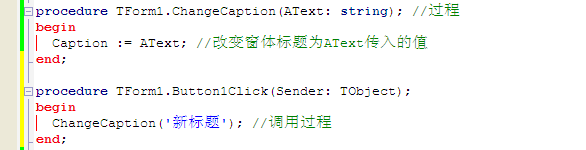 procedure TForm1.ChangeCaption(AText: string); //过程
begin
  Caption := AText; //改变窗体标题为AText传入的值
end;

procedure TForm1.Button1Click(Sender: TObject);
begin
  ChangeCaption('新标题'); //调用过程
end;